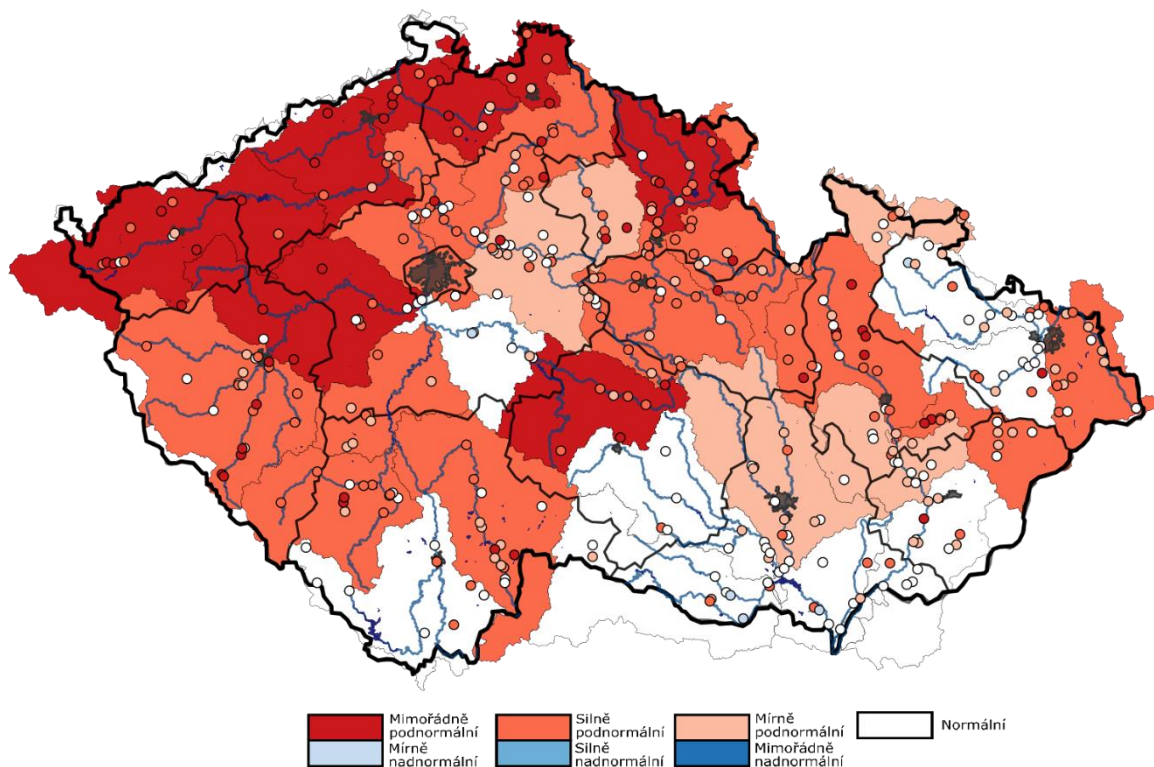 Mimořádně
podnormální
Silně
podnormální
Mírně
podnormální
Normální
Mírně
nadnormální
Silně
nadnormální
Mimořádně
nadnormální